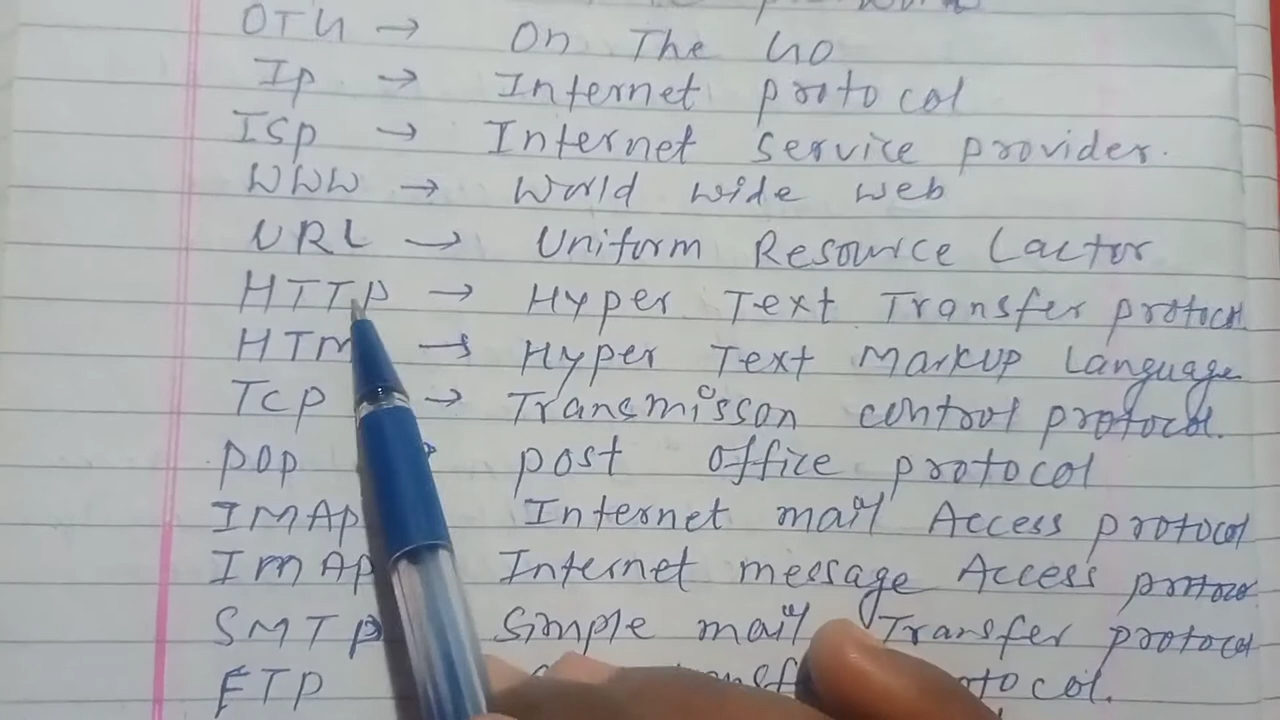 OTG → On The GO
Ip → Internet protocol
ISp → Internet service provider.
WWW → World wide web
URL → Uniform Resource Lactor
HTTP → Hyper Text Transfer protocol
HTM → Hyper Text Markup Language
TCp → Transmisson control protocol.
POP post office protocol
IMAp Internet mail Access protocol
ImAp Internet message Access protoco
SMTP Simple mail Transfer protocol
FTP